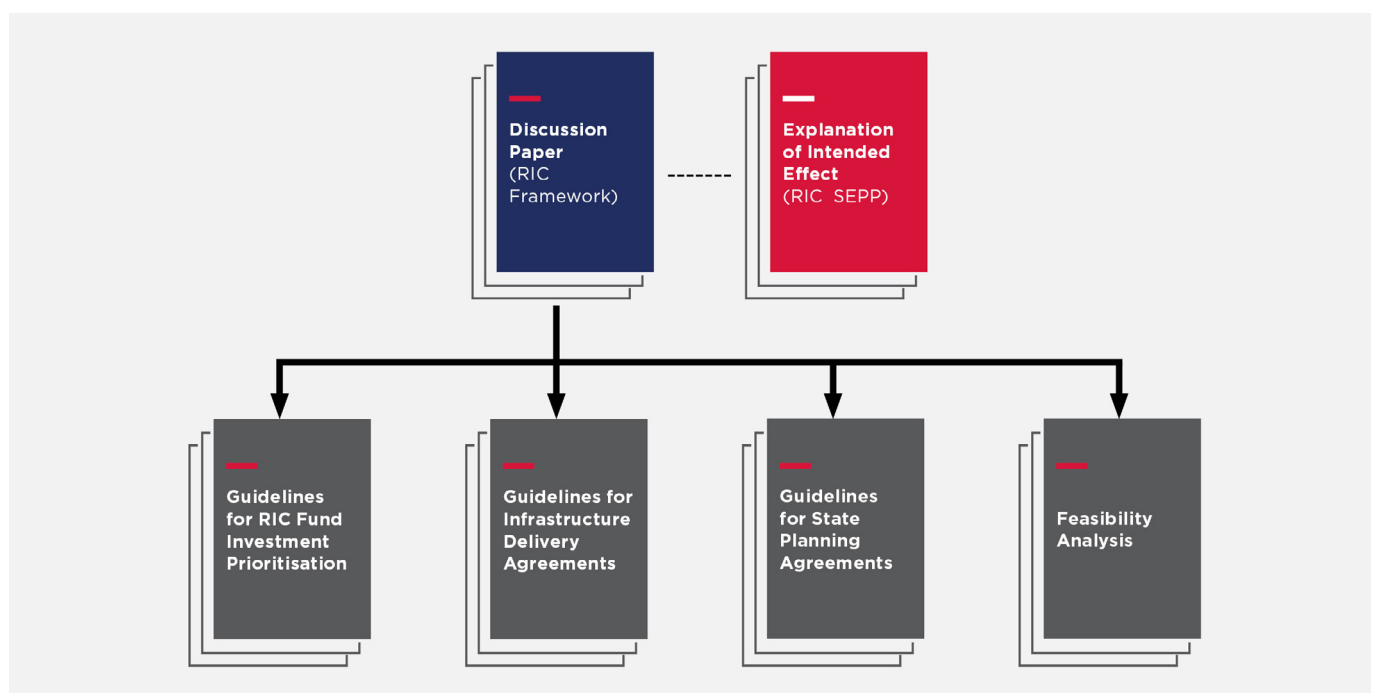 Discussion
Paper
(RIC
Framework)
Explanation
of Intended
Effect
(RIC SEPP)
Guidelines
for RIC Fund
Investment
Prioritisation
Guidelines for
Infrastructure
Delivery
Agreements
Guidelines
for State
Planning
Agreements
Feasibility
Analysis